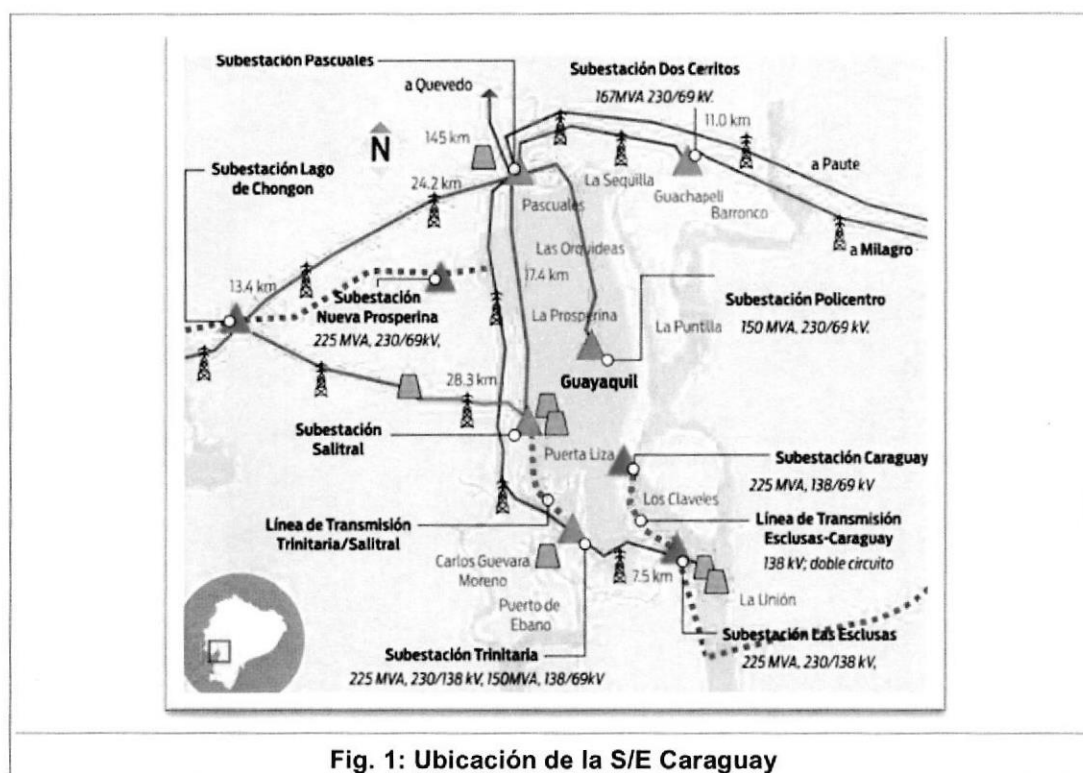 Subestación Pascuales
a Quevedo
Subestación Dos Cerritos
167MVA 230/69 kV.
11.0 km
a Paute
145 km
N
Subestación Lago
de Chongon
24.2 km
La Sequilla
Guachapeli
Barronco
a Milagro
Pascuales
Las Orquideas
17.4 km
13.4 km
Subestación
Nueva Prosperina
225 MVA, 230/69kV,
La Prosperina
La Puntilla
Subestación Policentro
150 MVA, 230/69 kV.
Guayaquil
28.3 km
Subestación
Salitral
Puerta Liza
Subestación Caraguay
225 MVA, 138/69 kV
Los Claveles
Línea de Transmisión
Trinitaria/Salitral
Línea de Transmisión
Esclusas-Caraguay
138 kV; doble circuito
Carlos Guevara
Moreno
7.5 km
La Unión
Puerto de
Ebano
Subestación Las Esclusas
225 MVA, 230/138 kV,
Subestación Trinitaria
225 MVA, 230/138 kV, 150MVA, 138/69kV
Fig. 1: Ubicación de la S/E Caraguay